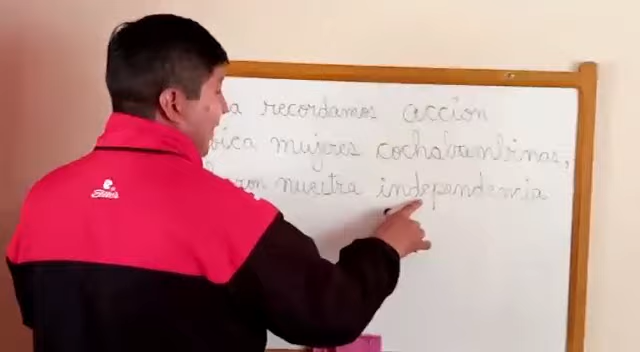 recordamos acción
mujeres cochabambinas,
nuestra independencia